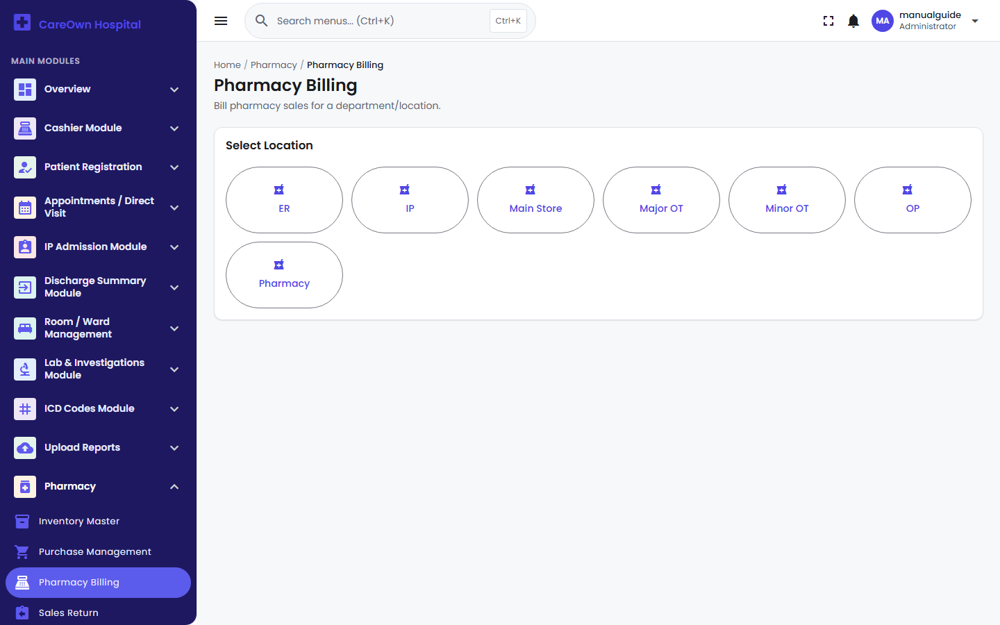 CareOwn Hospital
MAIN MODULES
Overview
Cashier Module
Patient Registration
Appointments / Direct
Visit
IP Admission Module
Discharge Summary
Module
Room / Ward
Management
Lab & Investigations
Module
ICD Codes Module
Upload Reports
Pharmacy
Inventory Master
Purchase Management
Pharmacy Billing
Sales Return
Search menus... (Ctrl+K)
Ctrl+K
MA
manualguide
Administrator
Home / Pharmacy / Pharmacy Billing
Pharmacy Billing
Bill pharmacy sales for a department/location.
Select Location
ER
IP
Main Store
Major OT
Minor OT
OP
Pharmacy